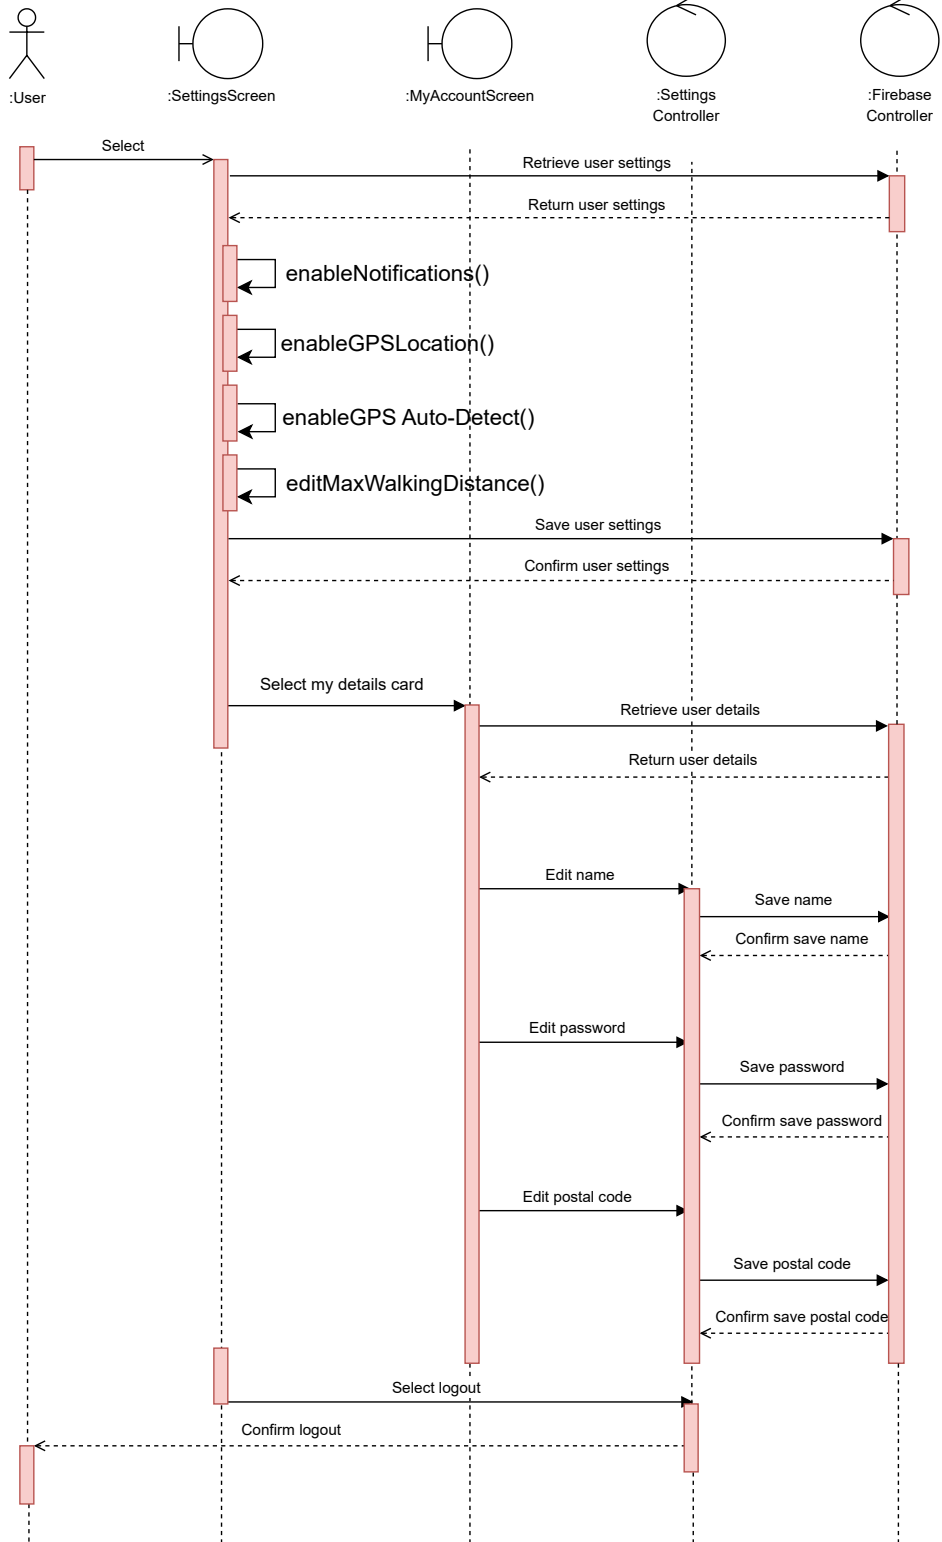 :User
:SettingsScreen
:MyAccountScreen
:Settings
Controller
:Firebase
Controller
Select
Retrieve user settings
Return user settings
enableNotifications()
enableGPSLocation()
enableGPS Auto-Detect()
editMaxWalkingDistance()
Save user settings
Confirm user settings
Select my details card
Retrieve user details
Return user details
Edit name
Save name
Confirm save name
Edit password
Save password
Confirm save password
Edit postal code
Save postal code
Confirm save postal code
Select logout
Confirm logout